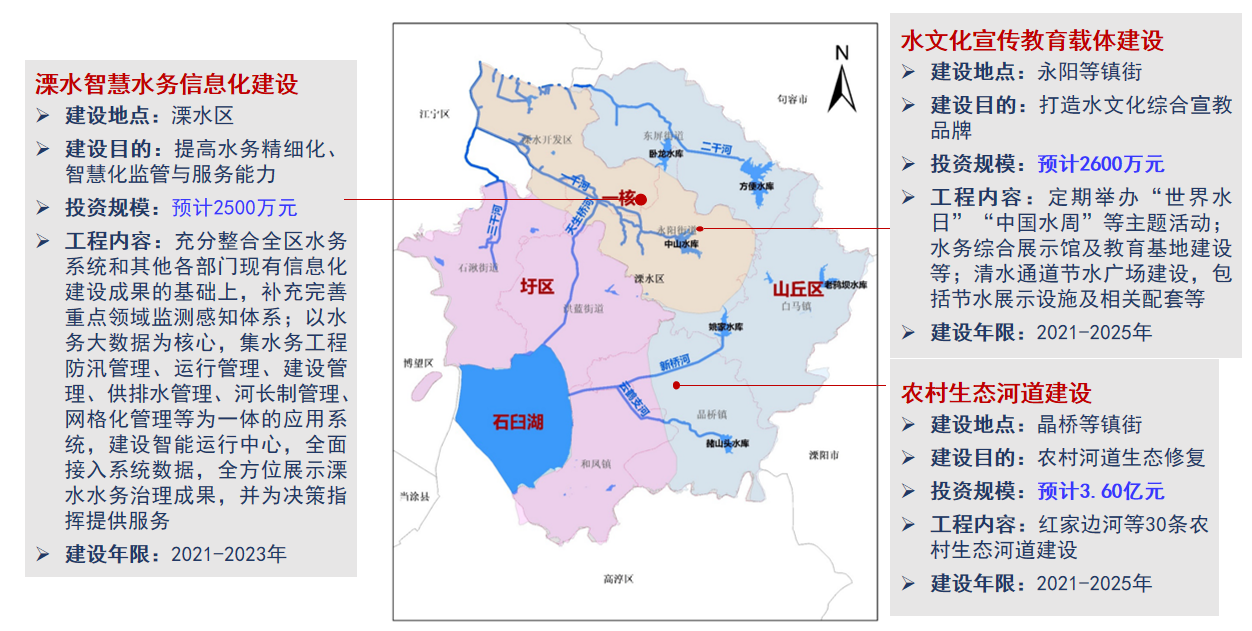 溧水智慧水务信息化建设
➢ 建设地点：溧水区
➢ 建设目的：提高水务精细化、
智慧化监管与服务能力
➢ 投资规模：预计2500万元
➢ 工程内容：充分整合全区水务
系统和其他各部门现有信息化
建设成果的基础上，补充完善
重点领域监测感知体系；以水
务大数据为核心，集水务工程
防汛管理、运行管理、建设管
理、供排水管理、河长制管理、
网格化管理等为一体的应用系
统，建设智能运行中心，全面
接入系统数据，全方位展示溧
水水务治理成果，并为决策指
挥提供服务
➢ 建设年限：2021-2023年
N
江宁区
句容市
溧水开发区
东屏街道
卧龙水库
二干河
方便水库
一干河
一核
三干河
天生桥河
永阳街道
中山水库
石湫街道
溧水区
圩区
山丘区
老鸦坝水库
白马镇
洪蓝街道
姚家水库
博望区
新桥河
云鹤支河
石臼湖
晶桥镇
赭山头水库
和凤镇
溧阳市
当涂县
高淳区
水文化宣传教育载体建设
➢ 建设地点：永阳等镇街
➢ 建设目的：打造水文化综合宣教
品牌
➢ 投资规模：预计2600万元
➢ 工程内容：定期举办“世界水
日”“中国水周”等主题活动；
水务综合展示馆及教育基地建设
等；清水通道节水广场建设，包
括节水展示设施及相关配套等
➢ 建设年限：2021-2025年
农村生态河道建设
➢ 建设地点：晶桥等镇街
➢ 建设目的：农村河道生态修复
➢ 投资规模：预计3.60亿元
➢ 工程内容：红家边河等30条农
村生态河道建设
➢ 建设年限：2021-2025年